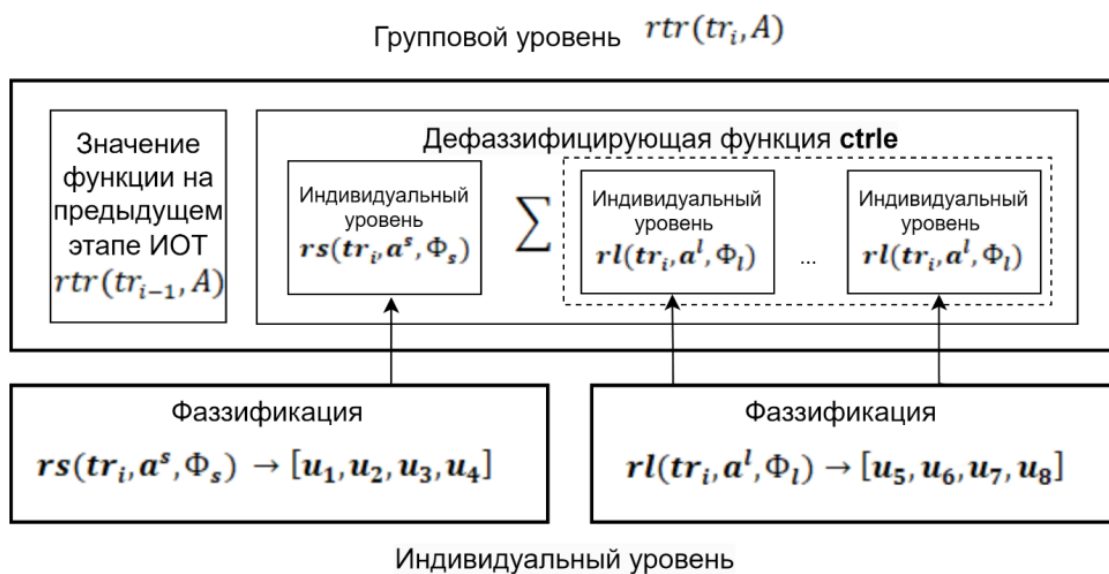 Групповой уровень rtr(trᵢ, A)
Значение
функции на
предыдущем
этапе ИОТ
rtr(trᵢ₋₁, A)
Дефаззифицирующая функция ctrle
Индивидуальный
уровень
rs(trᵢ, aˢ, Φₛ)
∑
Индивидуальный
уровень
rl(trᵢ, aˡ, Φₗ)
...
Индивидуальный
уровень
rl(trᵢ, aˡ, Φₗ)
Фаззификация
rs(trᵢ, aˢ, Φₛ) → [u₁, u₂, u₃, u₄]
Фаззификация
rl(trᵢ, aˡ, Φₗ) → [u₅, u₆, u₇, u₈]
Индивидуальный уровень